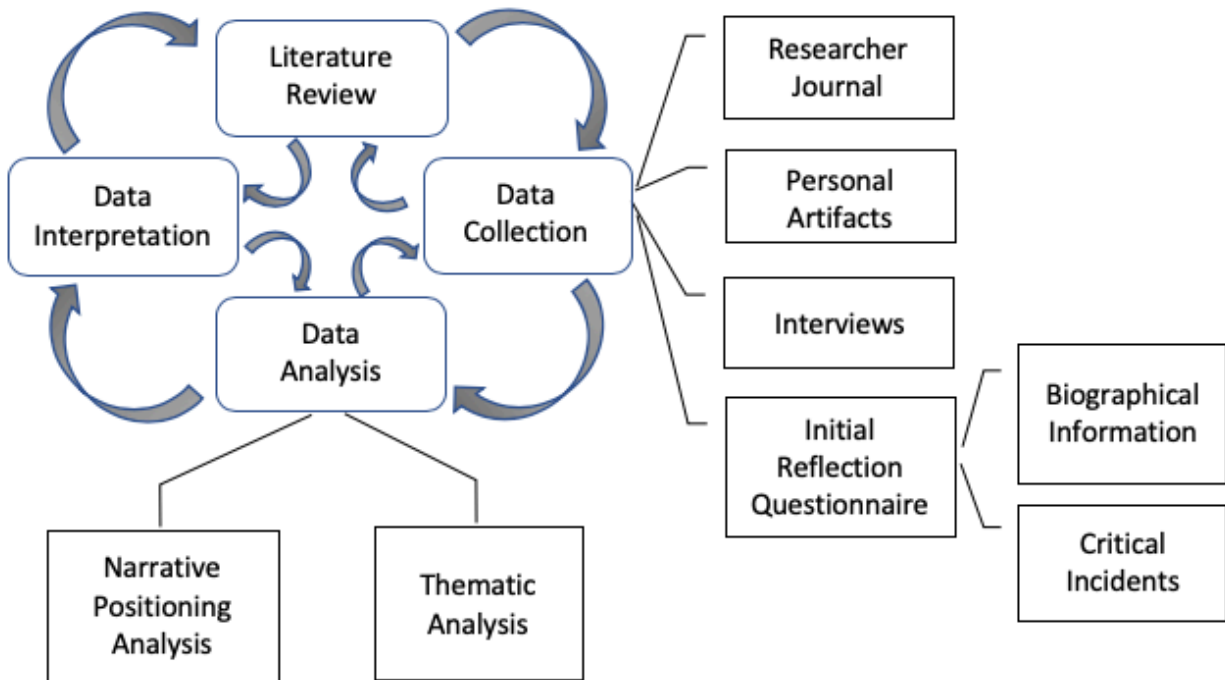 Literature
Review
Data
Interpretation
Data
Collection
Data
Analysis
Researcher
Journal
Personal
Artifacts
Interviews
Initial
Reflection
Questionnaire
Biographical
Information
Critical
Incidents
Narrative
Positioning
Analysis
Thematic
Analysis